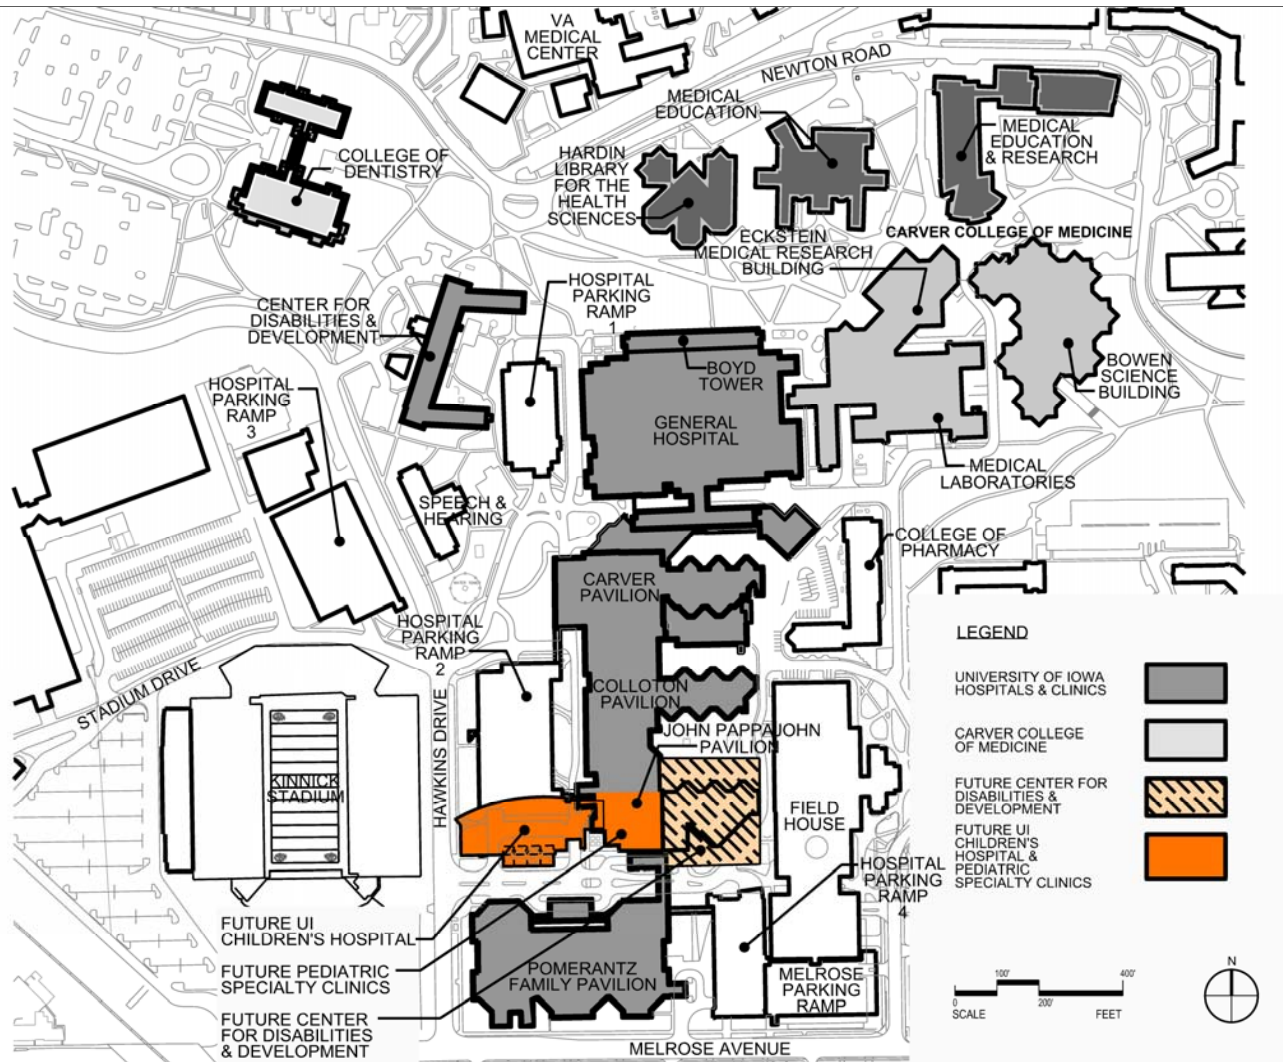 VA
MEDICAL
CENTER
NEWTON ROAD
MEDICAL
EDUCATION
MEDICAL
EDUCATION
& RESEARCH
COLLEGE OF
DENTISTRY
HARDIN
LIBRARY
FOR THE
HEALTH
SCIENCES
CARVER COLLEGE OF MEDICINE
ECKSTEIN
MEDICAL RESEARCH
BUILDING
HOSPITAL
PARKING
RAMP
1
CENTER FOR
DISABILITIES &
DEVELOPMENT
BOYD
TOWER
BOWEN
SCIENCE
BUILDING
HOSPITAL
PARKING
RAMP
3
GENERAL
HOSPITAL
MEDICAL
LABORATORIES
SPEECH &
HEARING
COLLEGE OF
PHARMACY
CARVER
PAVILION
HOSPITAL
PARKING
RAMP
2
STADIUM DRIVE
COLLOTON
PAVILION
JOHN PAPPAJOHN
PAVILION
HAWKINS DRIVE
KINNICK
STADIUM
FIELD
HOUSE
HOSPITAL
PARKING
RAMP
4
FUTURE UI
CHILDREN'S HOSPITAL
FUTURE PEDIATRIC
SPECIALTY CLINICS
FUTURE CENTER
FOR DISABILITIES
& DEVELOPMENT
POMERANTZ
FAMILY PAVILION
MELROSE
PARKING
RAMP
MELROSE AVENUE
LEGEND
UNIVERSITY OF IOWA
HOSPITALS & CLINICS
CARVER COLLEGE
OF MEDICINE
FUTURE CENTER FOR
DISABILITIES &
DEVELOPMENT
FUTURE UI
CHILDREN'S
HOSPITAL &
PEDIATRIC
SPECIALTY CLINICS
N
100'
400'
0
200'
SCALE
FEET